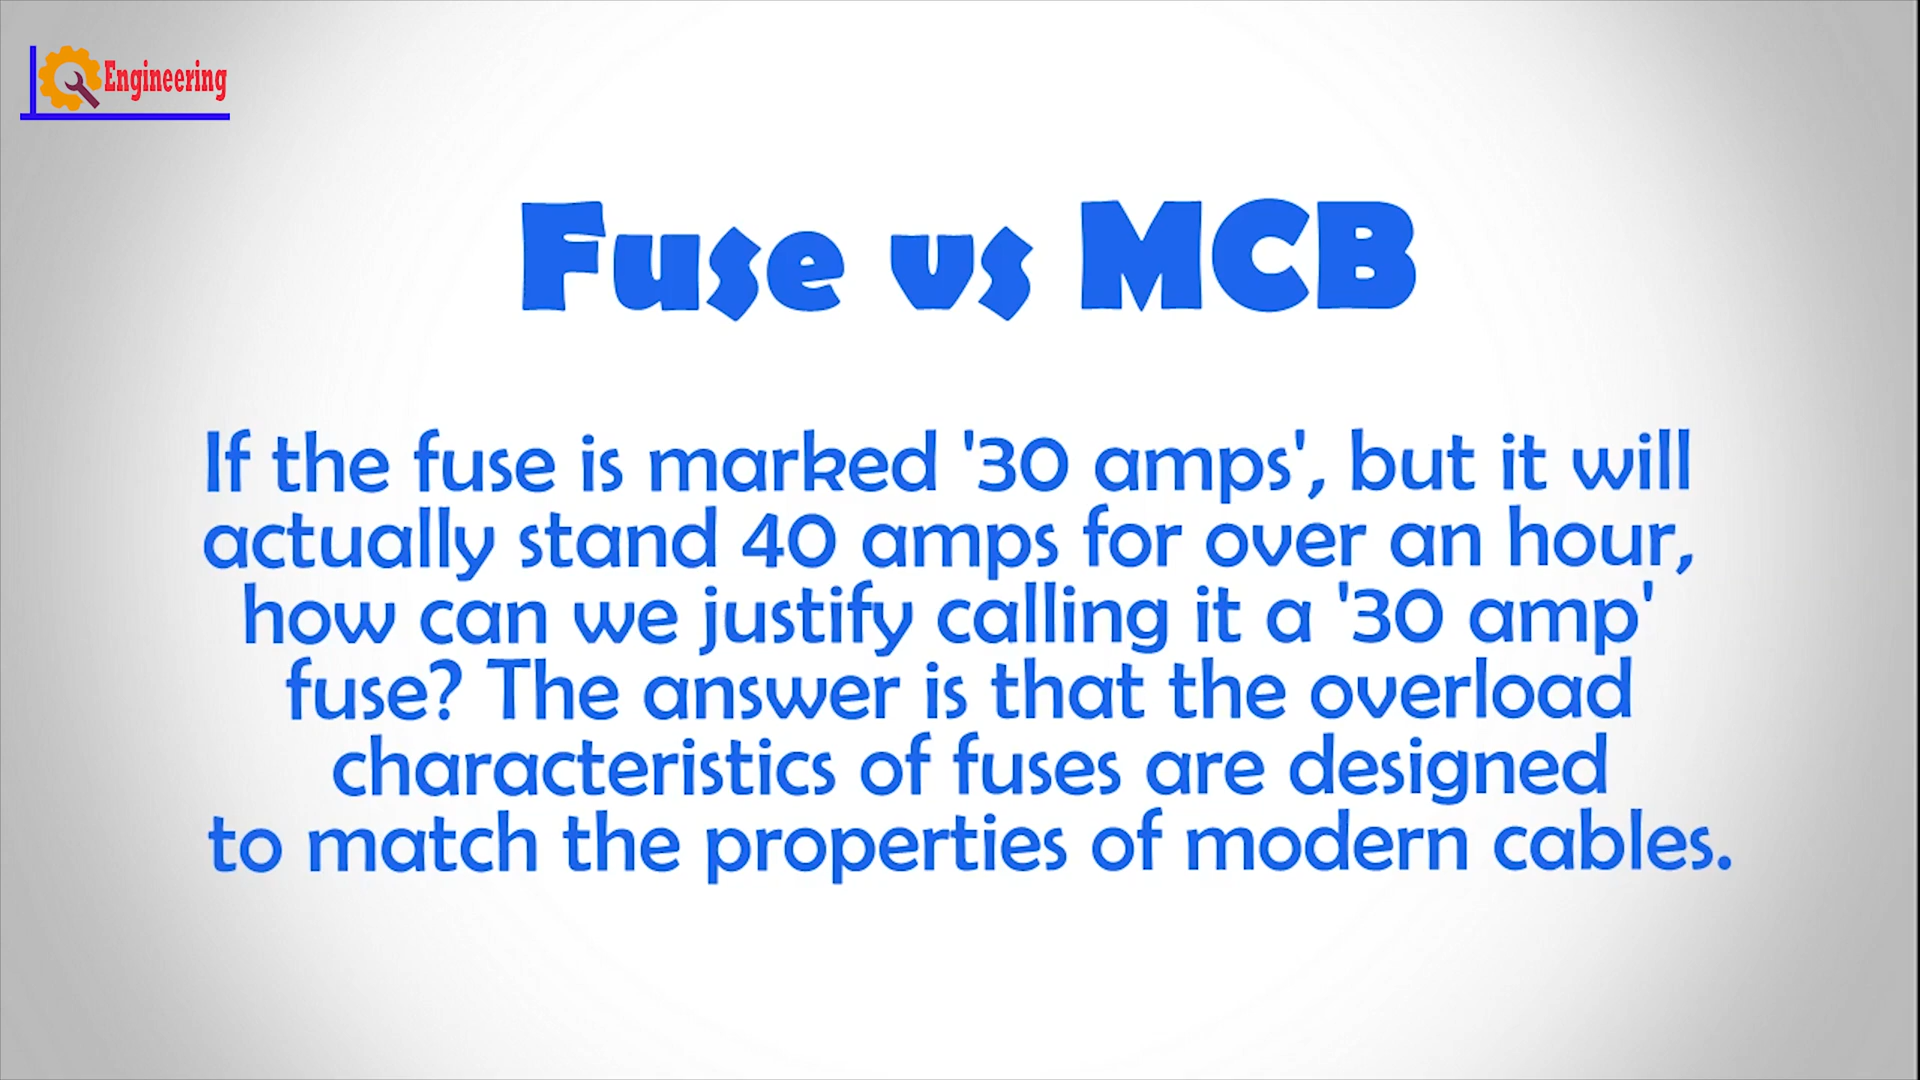 Engineering
Fuse vs MCB
If the fuse is marked '30 amps', but it will
actually stand 40 amps for over an hour,
how can we justify calling it a '30 amp'
fuse? The answer is that the overload
characteristics of fuses are designed
to match the properties of modern cables.